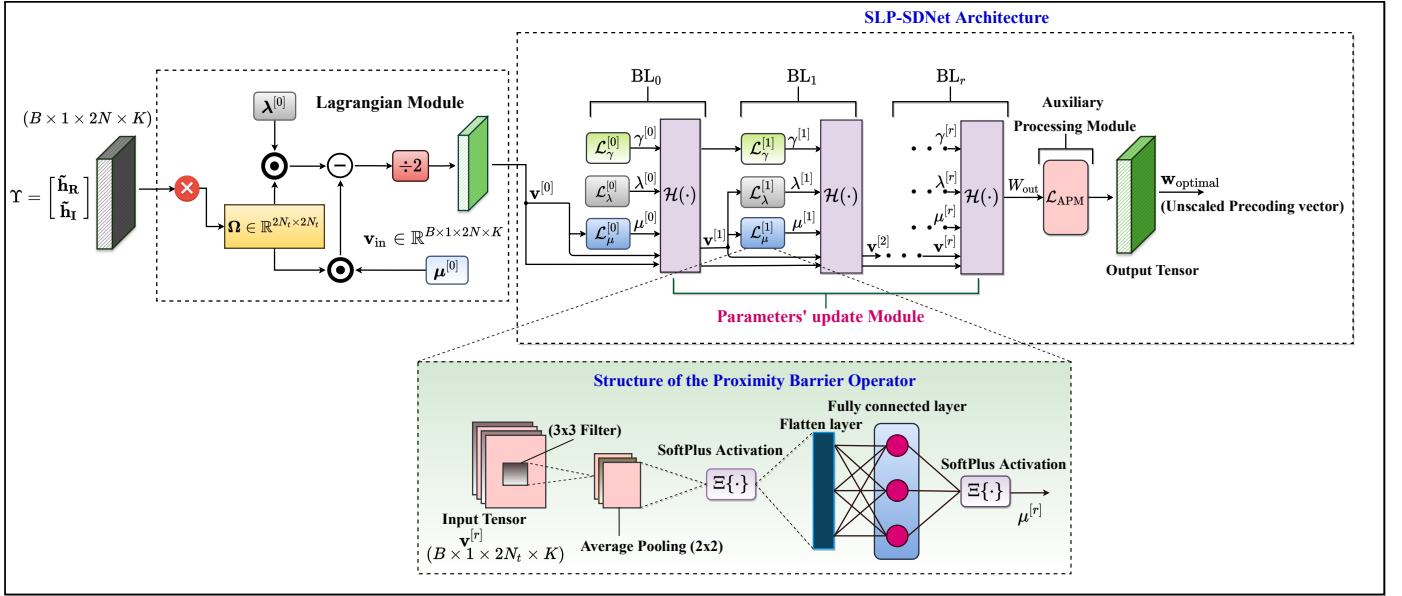 SLP-SDNet Architecture
(B × 1 × 2N × K)
Υ = [ h̃_R
h̃_I ]
Lagrangian Module
λ^[0]
−
÷2
×
Ω ∈ ℝ^{2N_t×2N_t}
v_in ∈ ℝ^{B×1×2N×K}
μ^[0]
v^[0]
BL_0
BL_1
BL_r
ℒ_γ^[0]
γ^[0]
ℒ_λ^[0]
λ^[0]
ℒ_μ^[0]
μ^[0]
ℋ(·)
v^[1]
ℒ_γ^[1]
γ^[1]
ℒ_λ^[1]
λ^[1]
ℒ_μ^[1]
μ^[1]
ℋ(·)
v^[2]
γ^[r]
λ^[r]
μ^[r]
v^[r]
ℋ(·)
W_out
Auxiliary
Processing Module
ℒ_APM
Output Tensor
w_optimal
(Unscaled Precoding vector)
Parameters' update Module
Structure of the Proximity Barrier Operator
(3x3 Filter)
Input Tensor
v^[r]
(B × 1 × 2N_t × K)
Average Pooling (2x2)
SoftPlus Activation
Ξ{·}
Flatten layer
Fully connected layer
SoftPlus Activation
Ξ{·}
μ^[r]